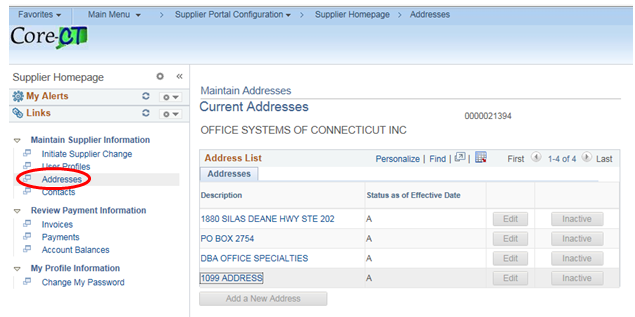 Favorites Main Menu > Supplier Portal Configuration > Supplier Homepage > Addresses
Core-CT
Supplier Homepage
My Alerts
Links
Maintain Supplier Information
Initiate Supplier Change
User Profiles
Addresses
Contacts
Review Payment Information
Invoices
Payments
Account Balances
My Profile Information
Change My Password
Maintain Addresses
Current Addresses
0000021394
OFFICE SYSTEMS OF CONNECTICUT INC
Address List Personalize | Find | | First 1-4 of 4 Last
Addresses
Description Status as of Effective Date
1880 SILAS DEANE HWY STE 202 A Edit Inactive
PO BOX 2754 A Edit Inactive
DBA OFFICE SPECIALTIES A Edit Inactive
1099 ADDRESS A Edit Inactive
Add a New Address